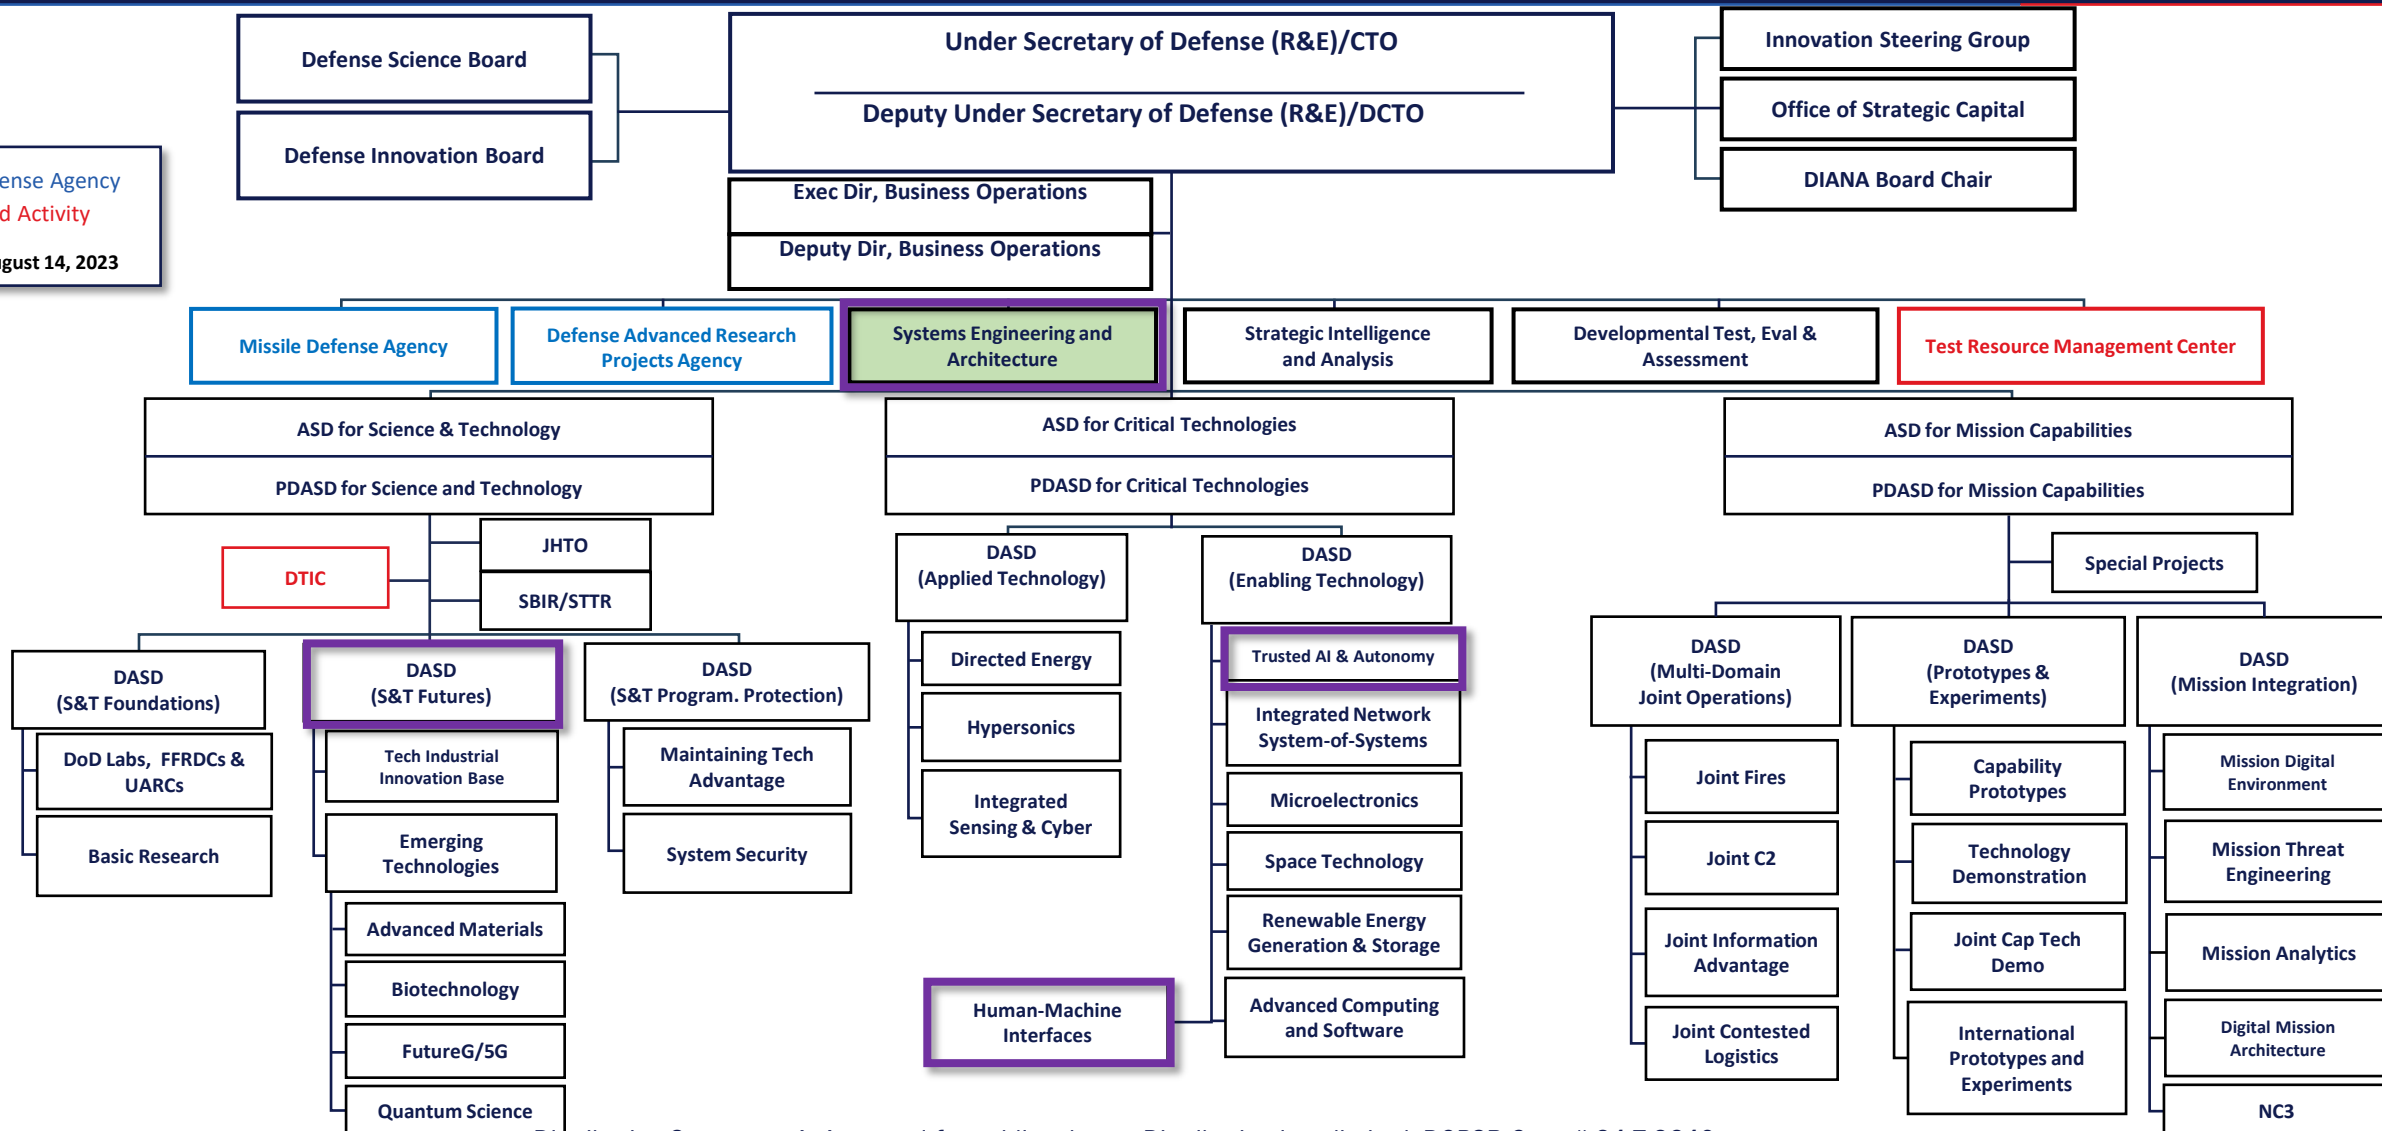 Under Secretary of Defense (R&E)/CTO
Deputy Under Secretary of Defense (R&E)/DCTO
Defense Science Board
Defense Innovation Board
Innovation Steering Group
Office of Strategic Capital
DIANA Board Chair
Agency
Activity
14, 2023
Exec Dir, Business Operations
Deputy Dir, Business Operations
Missile Defense Agency
Defense Advanced Research
Projects Agency
Systems Engineering and
Architecture
Strategic Intelligence
and Analysis
Developmental Test, Eval &
Assessment
Test Resource Management Center
ASD for Science & Technology
PDASD for Science and Technology
ASD for Critical Technologies
PDASD for Critical Technologies
ASD for Mission Capabilities
PDASD for Mission Capabilities
JHTO
DTIC
SBIR/STTR
DASD
(S&T Foundations)
DoD Labs, FFRDCs &
UARCs
Basic Research
DASD
(S&T Futures)
Tech Industrial
Innovation Base
Emerging
Technologies
Advanced Materials
Biotechnology
FutureG/5G
Quantum Science
DASD
(S&T Program. Protection)
Maintaining Tech
Advantage
System Security
DASD
(Applied Technology)
Directed Energy
Hypersonics
Integrated
Sensing & Cyber
DASD
(Enabling Technology)
Trusted AI & Autonomy
Integrated Network
System-of-Systems
Microelectronics
Space Technology
Renewable Energy
Generation & Storage
Advanced Computing
and Software
Human-Machine
Interfaces
Special Projects
DASD
(Multi-Domain
Joint Operations)
Joint Fires
Joint C2
Joint Information
Advantage
Joint Contested
Logistics
DASD
(Prototypes &
Experiments)
Capability
Prototypes
Technology
Demonstration
Joint Cap Tech
Demo
International
Prototypes and
Experiments
DASD
(Mission Integration)
Mission Digital
Environment
Mission Threat
Engineering
Mission Analytics
Digital Mission
Architecture
NC3